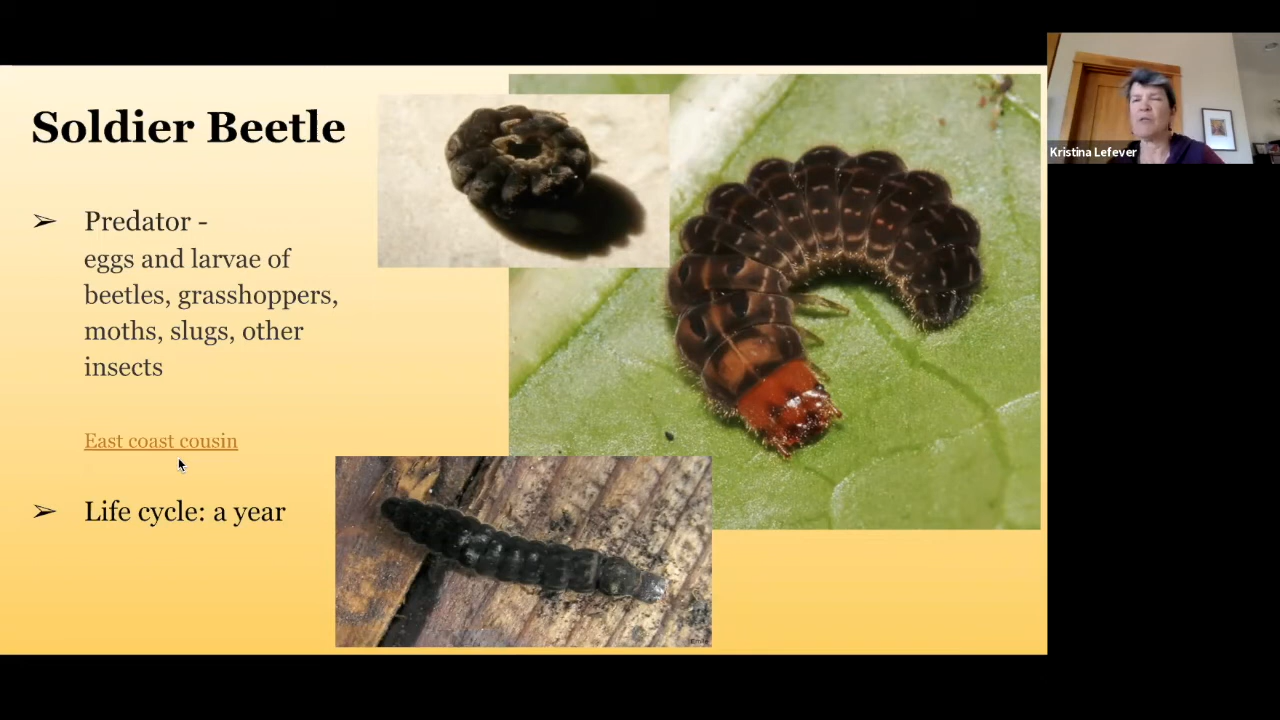 Soldier Beetle
➢ Predator -
eggs and larvae of
beetles, grasshoppers,
moths, slugs, other
insects
East coast cousin
➢ Life cycle: a year
Kristina Lefever